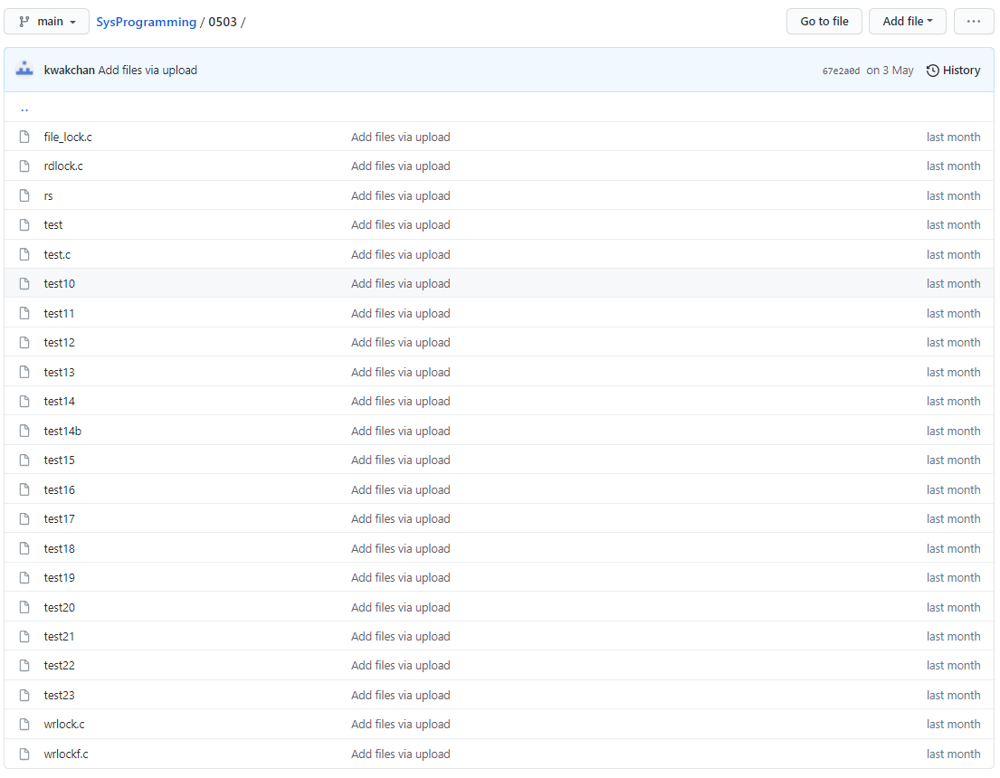 main SysProgramming / 0503 / Go to file Add file ...
kwakchan Add files via upload 67e2a0d on 3 May History
..
file_lock.c Add files via upload last month
rdlock.c Add files via upload last month
rs Add files via upload last month
test Add files via upload last month
test.c Add files via upload last month
test10 Add files via upload last month
test11 Add files via upload last month
test12 Add files via upload last month
test13 Add files via upload last month
test14 Add files via upload last month
test14b Add files via upload last month
test15 Add files via upload last month
test16 Add files via upload last month
test17 Add files via upload last month
test18 Add files via upload last month
test19 Add files via upload last month
test20 Add files via upload last month
test21 Add files via upload last month
test22 Add files via upload last month
test23 Add files via upload last month
wrlock.c Add files via upload last month
wrlockf.c Add files via upload last month